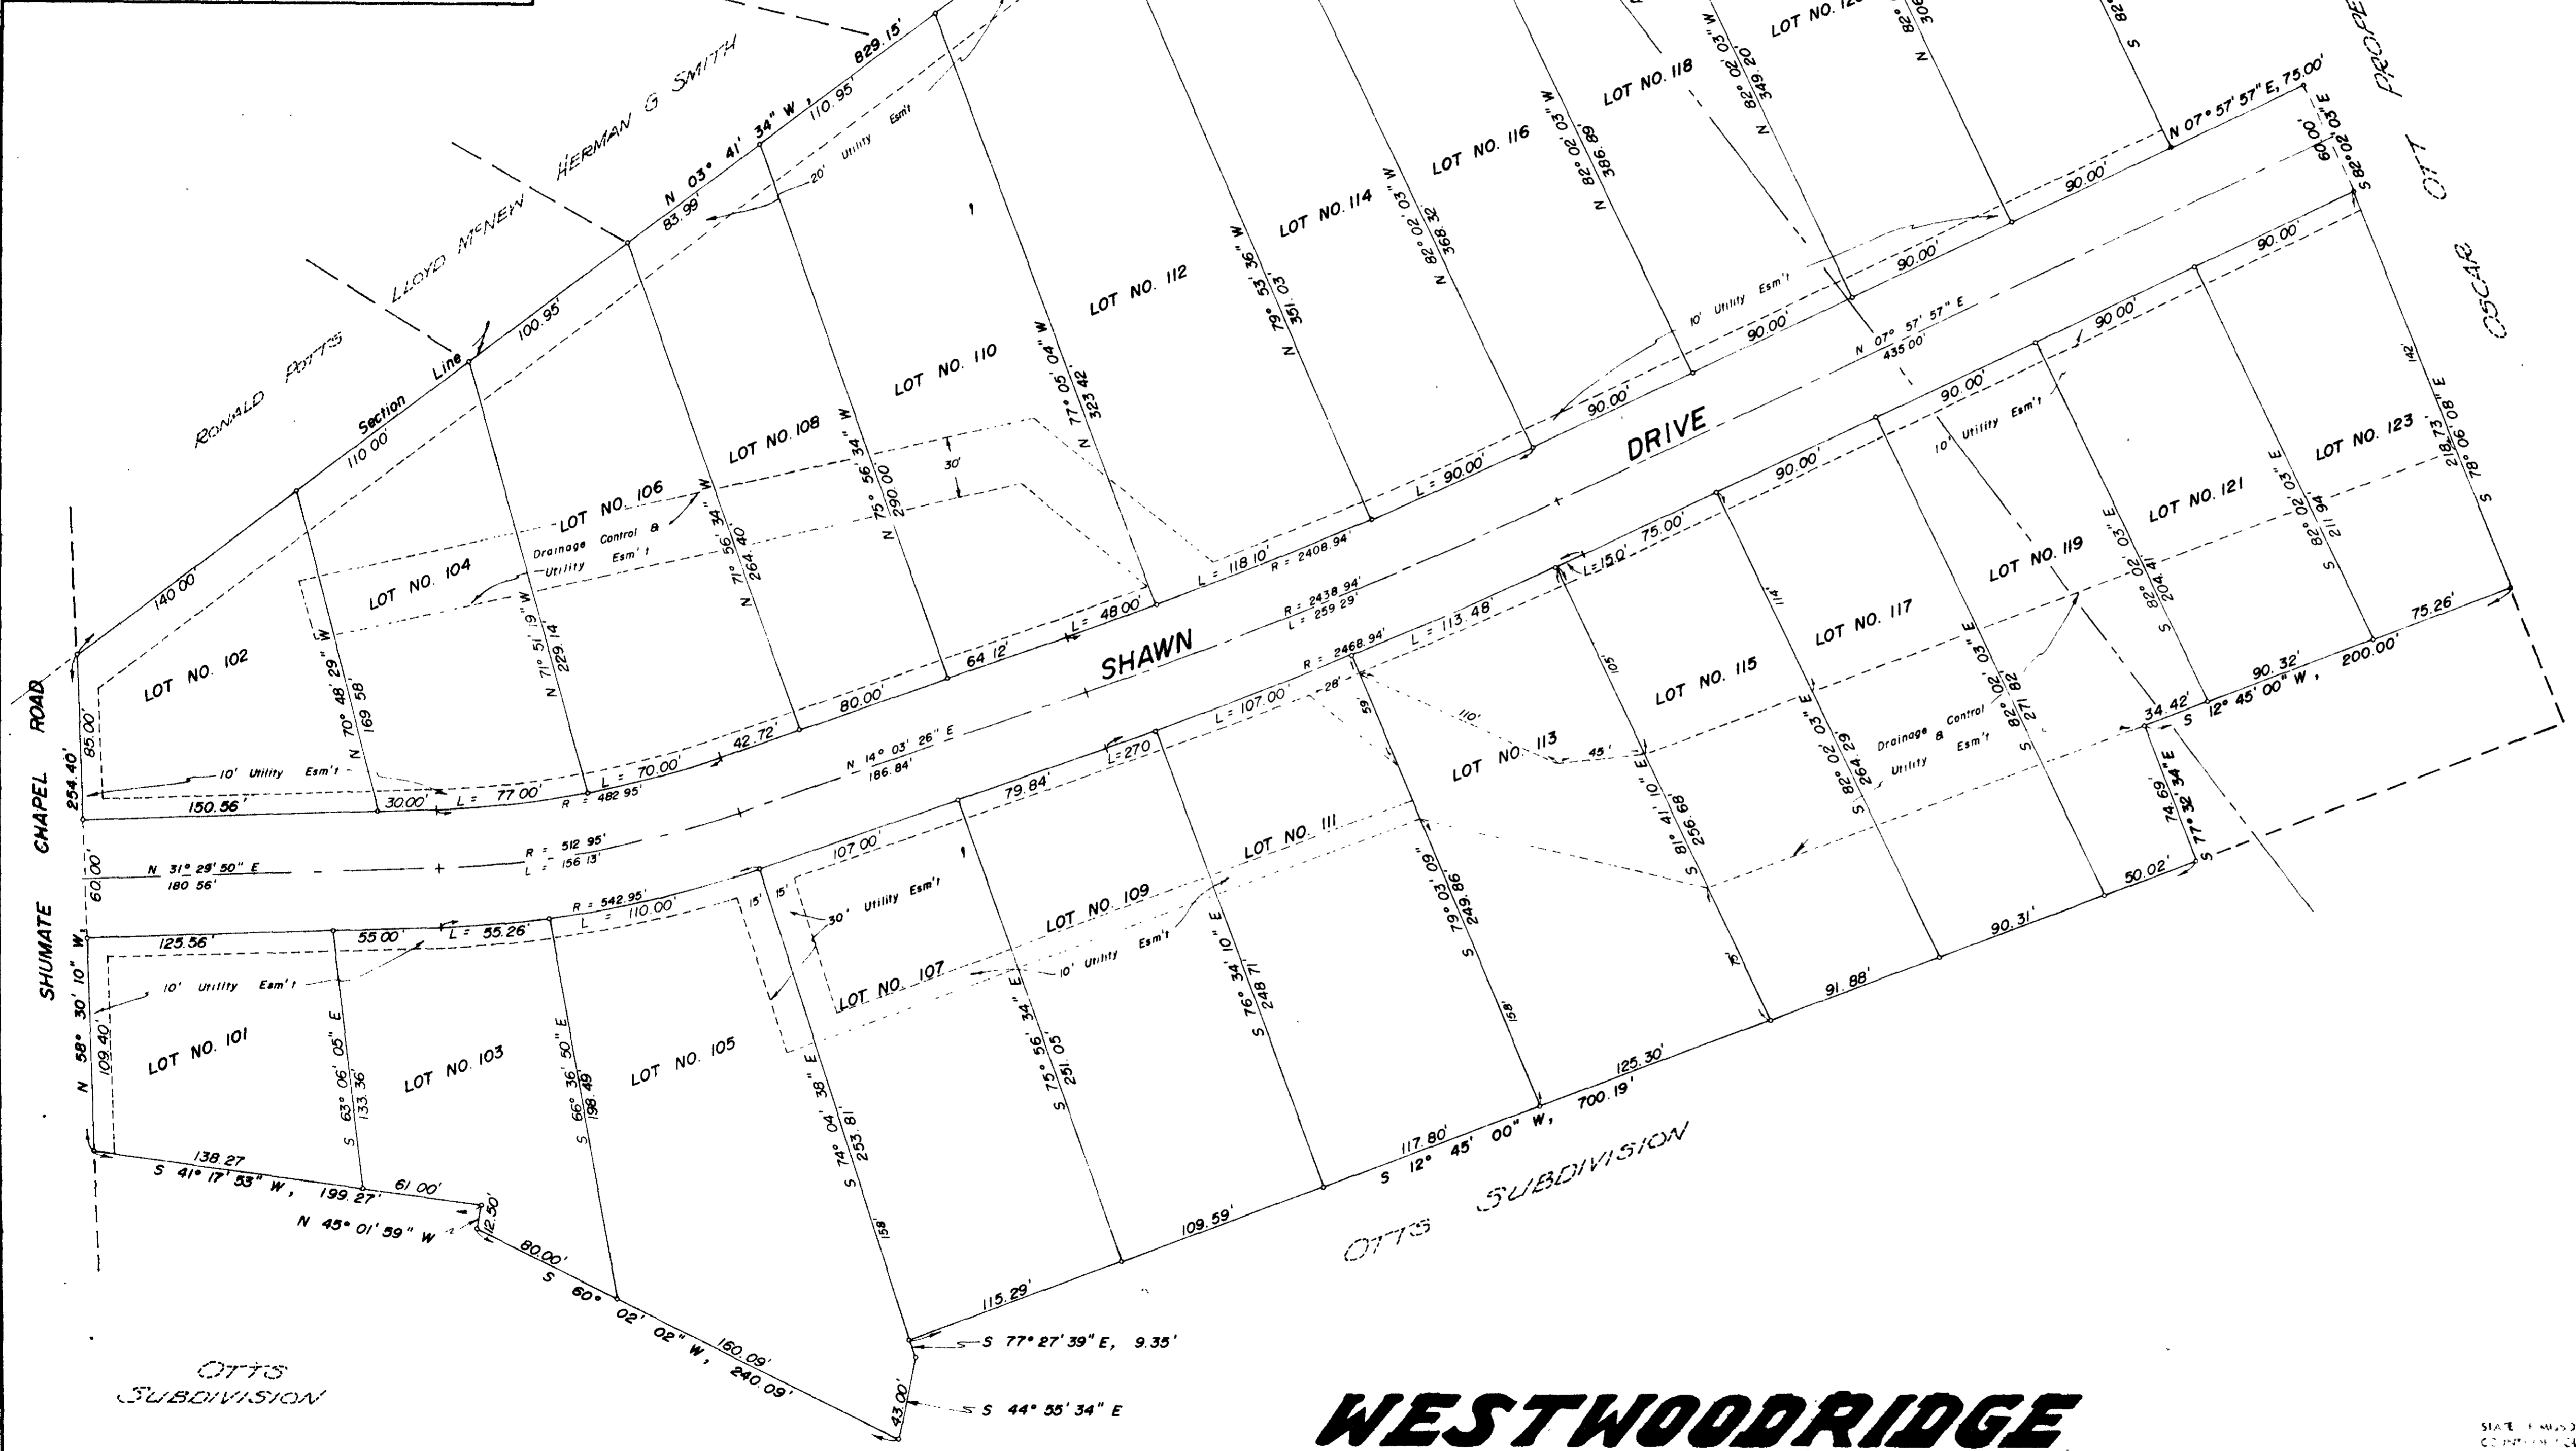 HERMAN G SMITH
LLOYD McNEW
RONALD POTTS
829.15'
110.95'
N 03° 41' 34" W,
83.99'
20' Utility Esm't
100.95'
Section Line
110.00'
140.00'
LOT NO. 118
LOT NO. 116
LOT NO. 114
LOT NO. 112
LOT NO. 110
LOT NO. 108
LOT NO. 106
LOT NO. 104
LOT NO. 102
N 82° 02' 03" W
349.20'
N 82° 02' 03" W
386.89'
N 82° 02' 03" W
368.32'
N 79° 53' 36" W
351.03'
N 77° 05' 04" W
323.42'
N 75° 56' 34" W
290.00'
N 71° 56' 34" W
264.40'
N 71° 51' 19" W
229.14'
N 70° 48' 29" W
169.58'
Drainage Control &
Utility Esm't
30'
10' Utility Esm't
10' Utility Esm't
N 07° 57' 57" E, 75.00'
60.00'
S 82° 02' 03" E
90.00'
90.00'
90.00'
90.00'
L = 90.00'
L = 118.10'
R = 2408.94'
L = 48.00'
64.12'
80.00'
42.72'
L = 70.00'
R = 482.95'
L = 77.00'
30.00'
150.56'
85.00'
254.40'
60.00'
SHUMATE CHAPEL ROAD
N 58° 30' 10" W,
SHAWN DRIVE
N 07° 57' 57" E
435.00'
R = 2438.94'
L = 259.29'
N 14° 03' 26" E
186.84'
R = 512.95'
L = 156.13'
N 31° 29' 50" E
180.56'
OSCAR OTT
90.00'
90.00'
90.00'
90.00'
75.00'
L = 15.0'
L = 113.48'
R = 2468.94'
L = 107.00'
28'
L = 2.70
79.84'
107.00'
R = 542.95'
L = 110.00'
L = 55.26'
55.00'
125.56'
10' Utility Esm't
10' Utility Esm't
109.40'
LOT NO. 101
LOT NO. 103
LOT NO. 105
LOT NO. 107
LOT NO. 109
LOT NO. 111
LOT NO. 113
LOT NO. 115
LOT NO. 117
LOT NO. 119
LOT NO. 121
LOT NO. 123
S 63° 06' 05" E
133.36'
S 66° 36' 50" E
198.49'
S 74° 04' 38" E
253.81'
158'
15'
15'
30' Utility Esm't
10' Utility Esm't
S 75° 56' 34" E
251.05'
S 76° 34' 10" E
248.71'
S 79° 03' 09" E
249.86'
59'
158'
110'
45'
S 81° 41' 10" E
256.68'
105'
75'
114'
S 82° 02' 03" E
264.29'
S 82° 02' 03" E
271.82'
Drainage Control
& Utility Esm't
S 82° 02' 03" E
204.41'
S 82° 02' 03" E
211.94'
142'
218.73'
S 78° 06' 08" E
75.26'
90.32'
200.00'
S 12° 45' 00" W,
34.42'
74.69'
S 77° 32' 34" E
50.02'
90.31'
91.88'
125.30'
700.19'
S 12° 45' 00" W,
117.80'
109.59'
115.29'
S 77° 27' 39" E, 9.35'
43.00'
S 44° 55' 34" E
160.09'
240.09'
S 60° 02' 02" W,
80.00'
12.50'
N 45° 01' 59" W
61.00'
138.27
S 41° 17' 53" W, 199.27'
OTTS SUBDIVISION
OTTS
SUBDIVISION
WESTWOODRIDGE